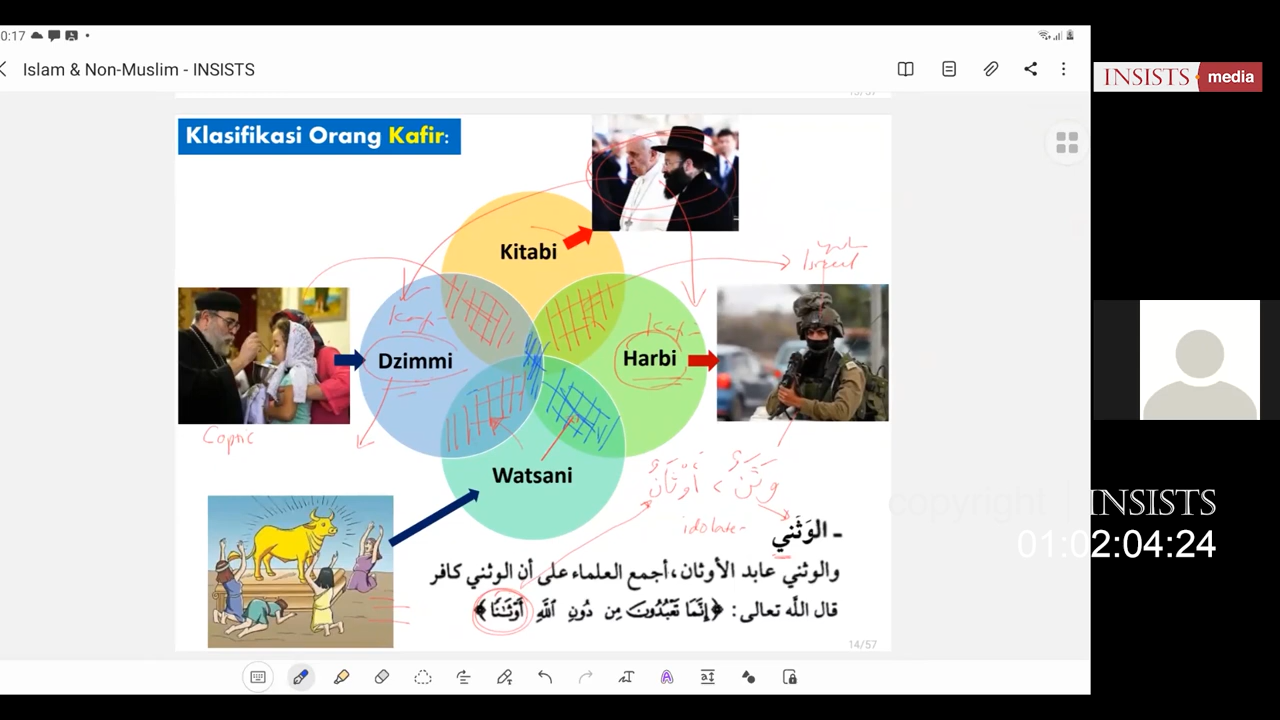 0:17
Islam & Non-Muslim - INSISTS
INSISTS media
Klasifikasi Orang Kafir:
Kitabi
Israel
Dzimmi
Harbi
Coptic
Watsani
وَثَنٌ > أَوْثَانٌ
idolater
- الوَثَني
والوثني عابد الأوثان، أجمع العلماء على أن الوثني كافر
قال اللَّه تعالى: ﴿إِنَّمَا تَعْبُدُونَ مِن دُونِ ٱللَّهِ أَوْثَـٰنًا﴾
14/57
copyright | INSISTS
01:02:04:24